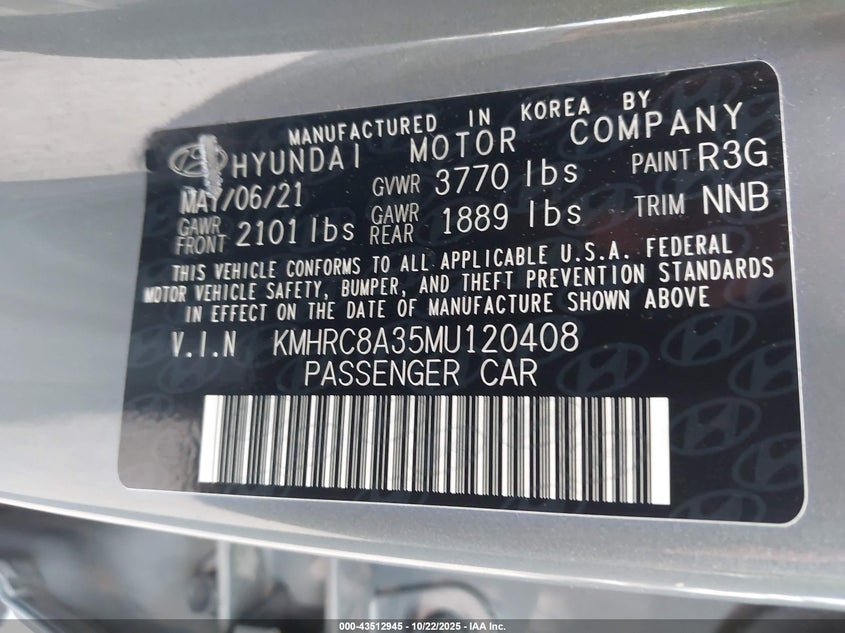 MANUFACTURED IN KOREA BY
HYUNDAI MOTOR COMPANY
MAY/06/21 GVWR 3770 lbs PAINT R3G
GAWR FRONT 2101 lbs GAWR REAR 1889 lbs TRIM NNB
THIS VEHICLE CONFORMS TO ALL APPLICABLE U.S.A. FEDERAL
MOTOR VEHICLE SAFETY, BUMPER, AND THEFT PREVENTION STANDARDS
IN EFFECT ON THE DATE OF MANUFACTURE SHOWN ABOVE
V.I.N KMHRC8A35MU120408
PASSENGER CAR
000-43512945 - 10/22/2025 - IAA Inc.